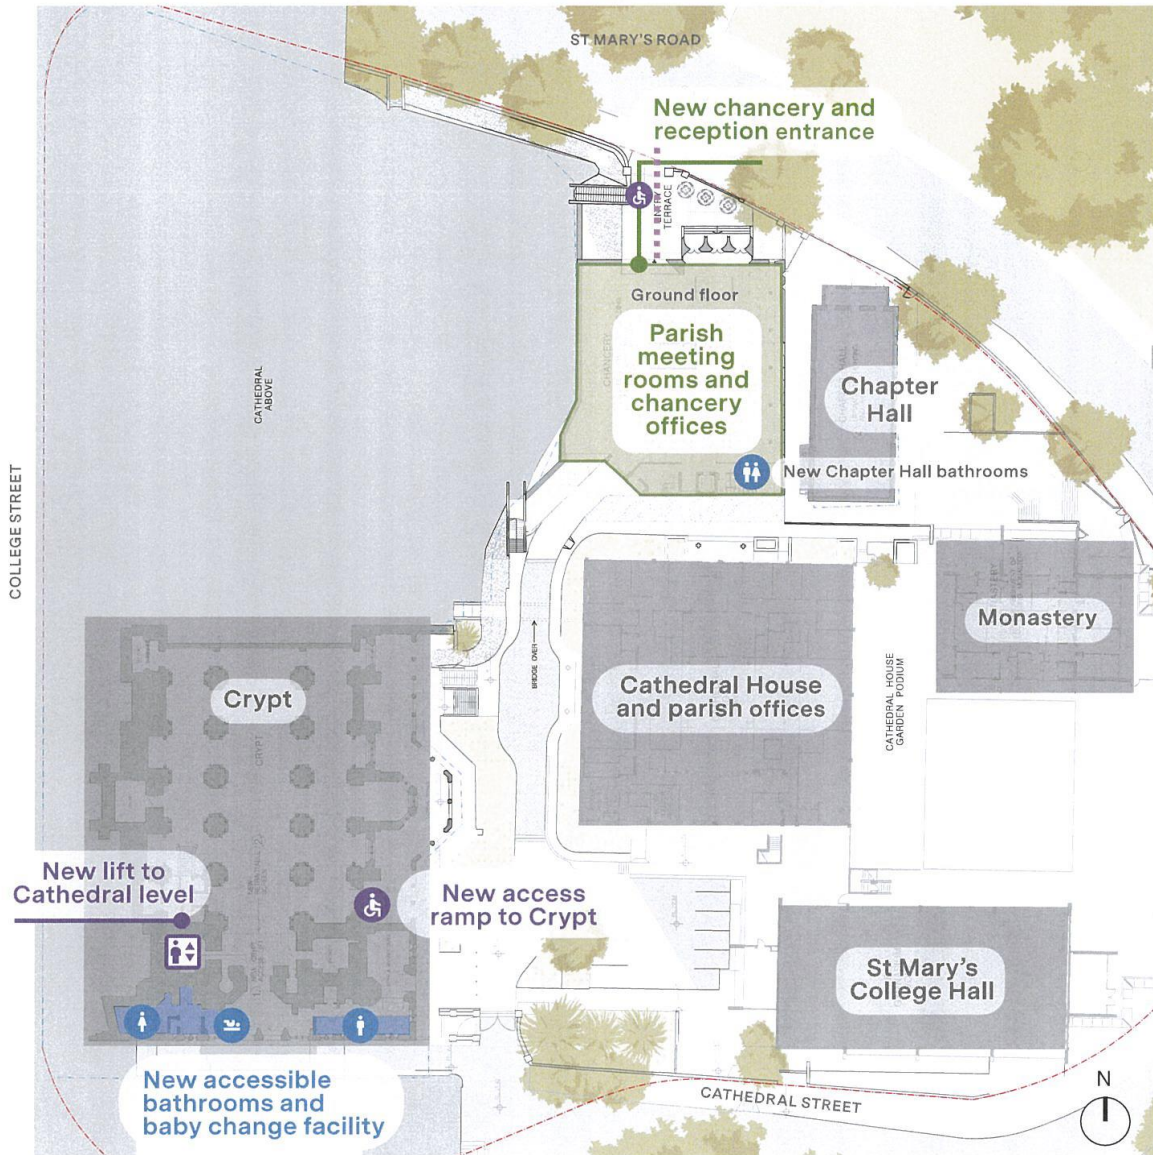 ST MARY'S ROAD
New chancery and
reception entrance
ENTRY
TERRACE
Ground floor
Parish
meeting
rooms and
chancery
offices
CHANCERY
Chapter
Hall
New Chapter Hall bathrooms
CATHEDRAL
ABOVE
COLLEGE STREET
Monastery
Crypt
CRYPT
BRIDGE OVER
Cathedral House
and parish offices
CATHEDRAL HOUSE
GARDEN PODIUM
New lift to
Cathedral level
New access
ramp to Crypt
St Mary's
College Hall
New accessible
bathrooms and
baby change facility
CATHEDRAL STREET
N